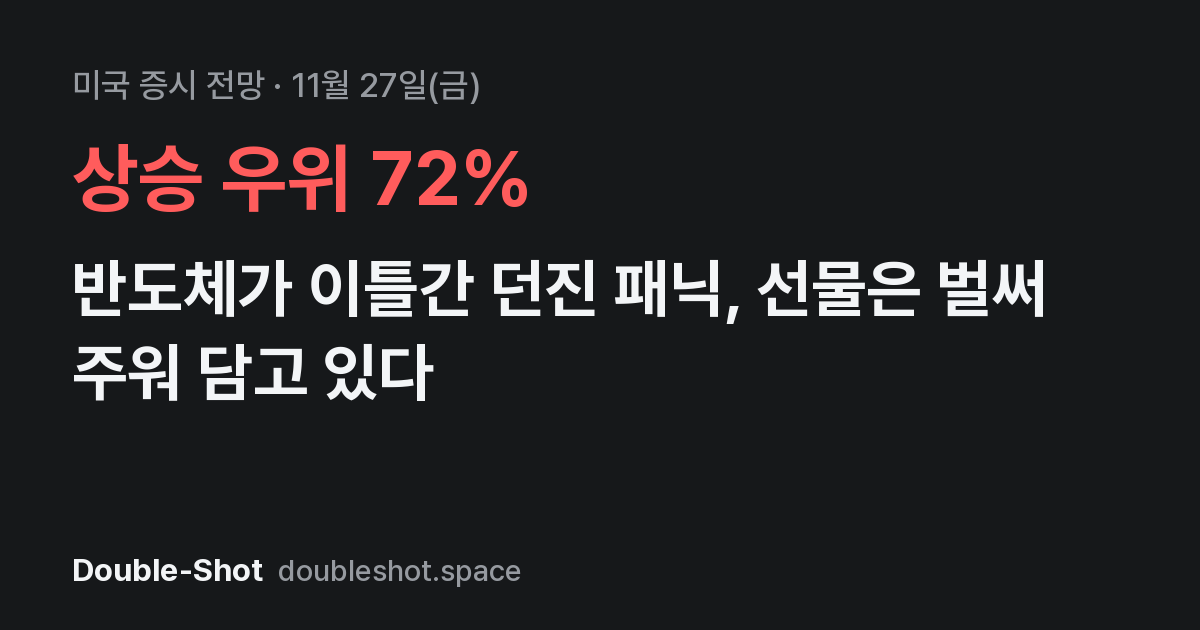 미국 증시 전망 · 11월 27일(금)
상승 우위 72%
반도체가 이틀간 던진 패닉, 선물은 벌써
주워 담고 있다
Double-Shot doubleshot.space